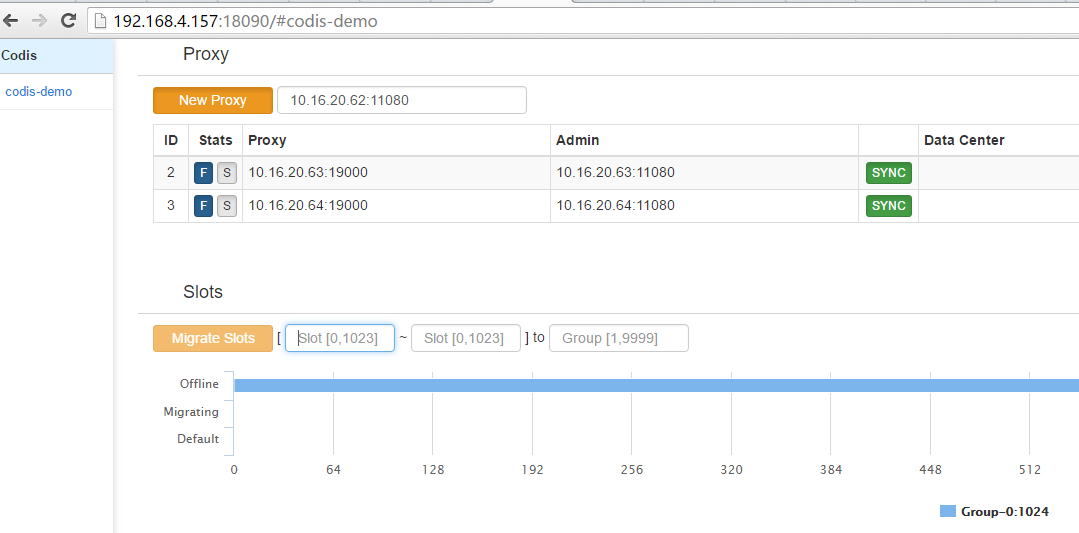 192.168.4.157:18090/#codis-demo
Codis
codis-demo
Proxy
New Proxy 10.16.20.62:11080
ID Stats Proxy Admin Data Center
2 F S 10.16.20.63:19000 10.16.20.63:11080 SYNC
3 F S 10.16.20.64:19000 10.16.20.64:11080 SYNC
Slots
Migrate Slots [ Slot [0,1023] ~ Slot [0,1023] ] to Group [1,9999]
Offline
Migrating
Default
0 64 128 192 256 320 384 448 512
Group-0:1024